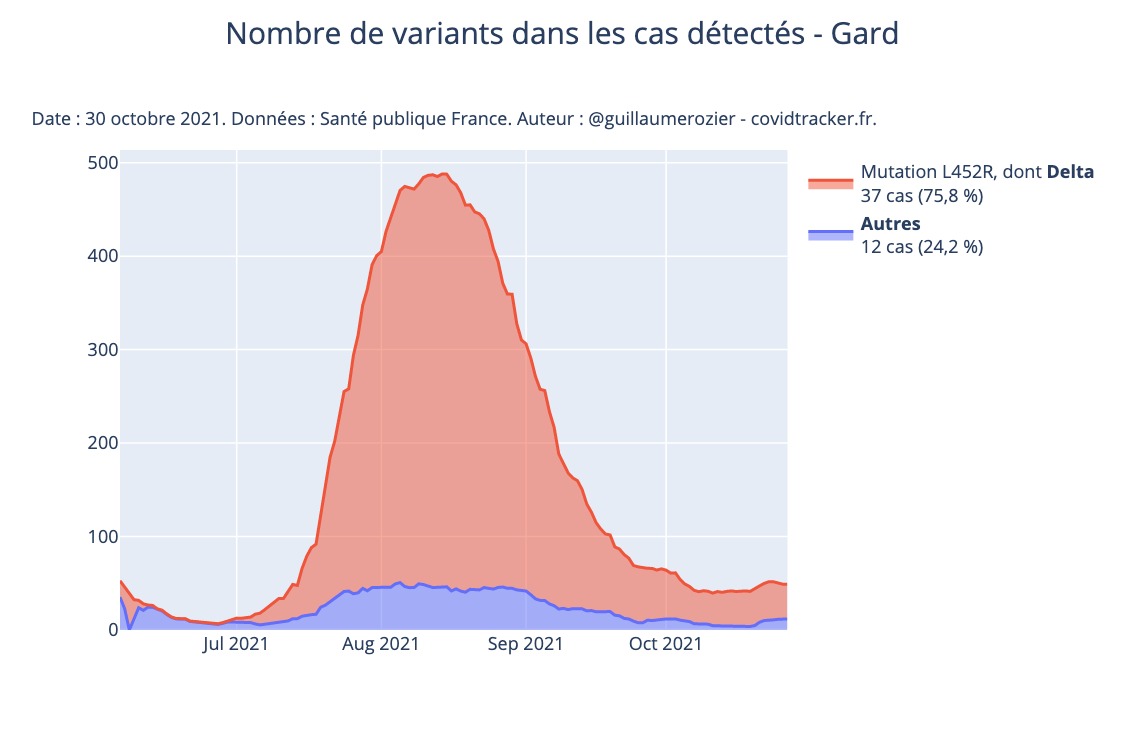 Nombre de variants dans les cas détectés - Gard
Date : 30 octobre 2021. Données : Santé publique France. Auteur : @guillaumerozier - covidtracker.fr.
500
400
300
200
100
0
Jul 2021
Aug 2021
Sep 2021
Oct 2021
Mutation L452R, dont Delta
37 cas (75,8 %)
Autres
12 cas (24,2 %)